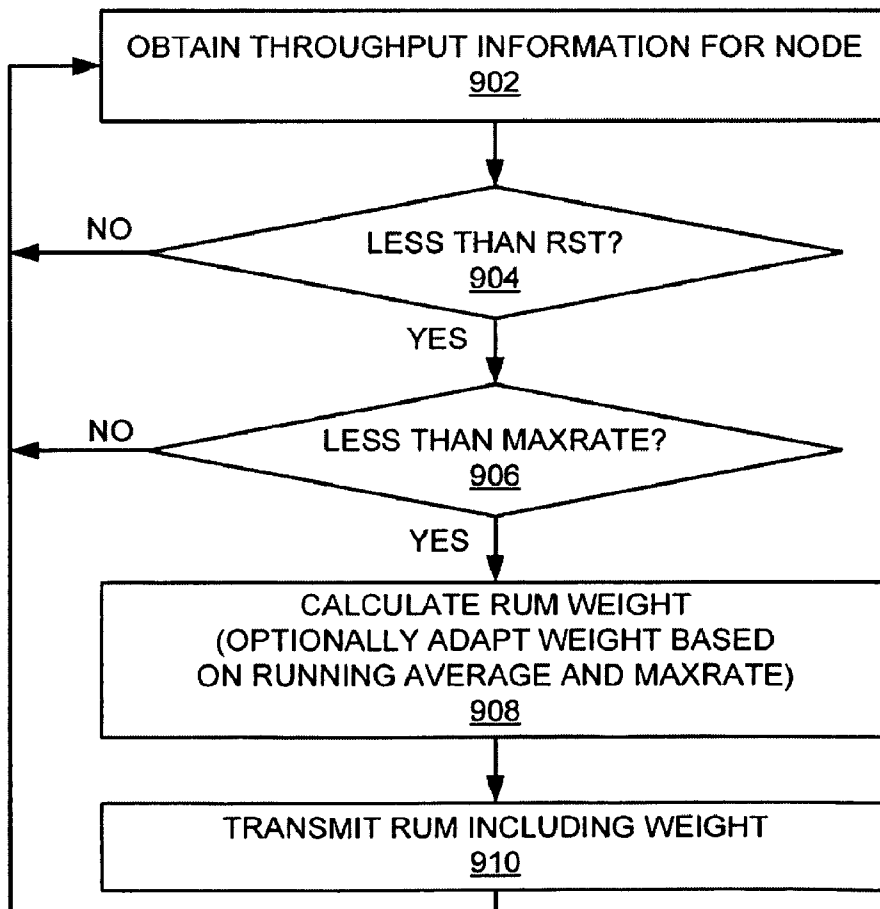 OBTAIN THROUGHPUT INFORMATION FOR NODE
902
NO
LESS THAN RST?
904
YES
NO
LESS THAN MAXRATE?
906
YES
CALCULATE RUM WEIGHT
(OPTIONALLY ADAPT WEIGHT BASED
ON RUNNING AVERAGE AND MAXRATE)
908
TRANSMIT RUM INCLUDING WEIGHT
910